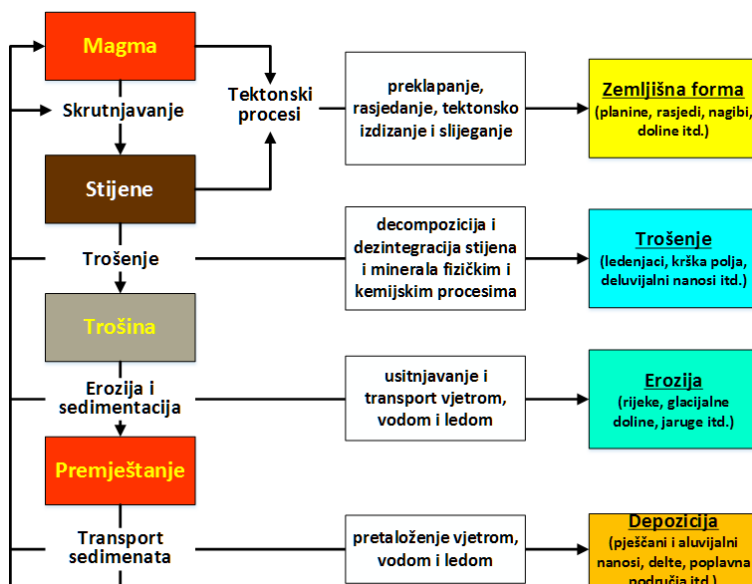 Magma
Skrutnjavanje
Tektonski
procesi
preklapanje,
rasjedanje, tektonsko
izdizanje i slijeganje
Zemljišna forma
(planine, rasjedi, nagibi,
doline itd.)
Stijene
Trošenje
decompozicija i
dezintegracija stijena
i minerala fizičkim i
kemijskim procesima
Trošenje
(ledenjaci, krška polja,
deluvijalni nanosi itd.)
Trošina
Erozija i
sedimentacija
usitnjavanje i
transport vjetrom,
vodom i ledom
Erozija
(rijeke, glacijalne
doline, jaruge itd.)
Premještanje
Transport
sedimenata
pretaloženje vjetrom,
vodom i ledom
Depozicija
(pješčani i aluvijalni
nanosi, delte, poplavna
područja itd.)